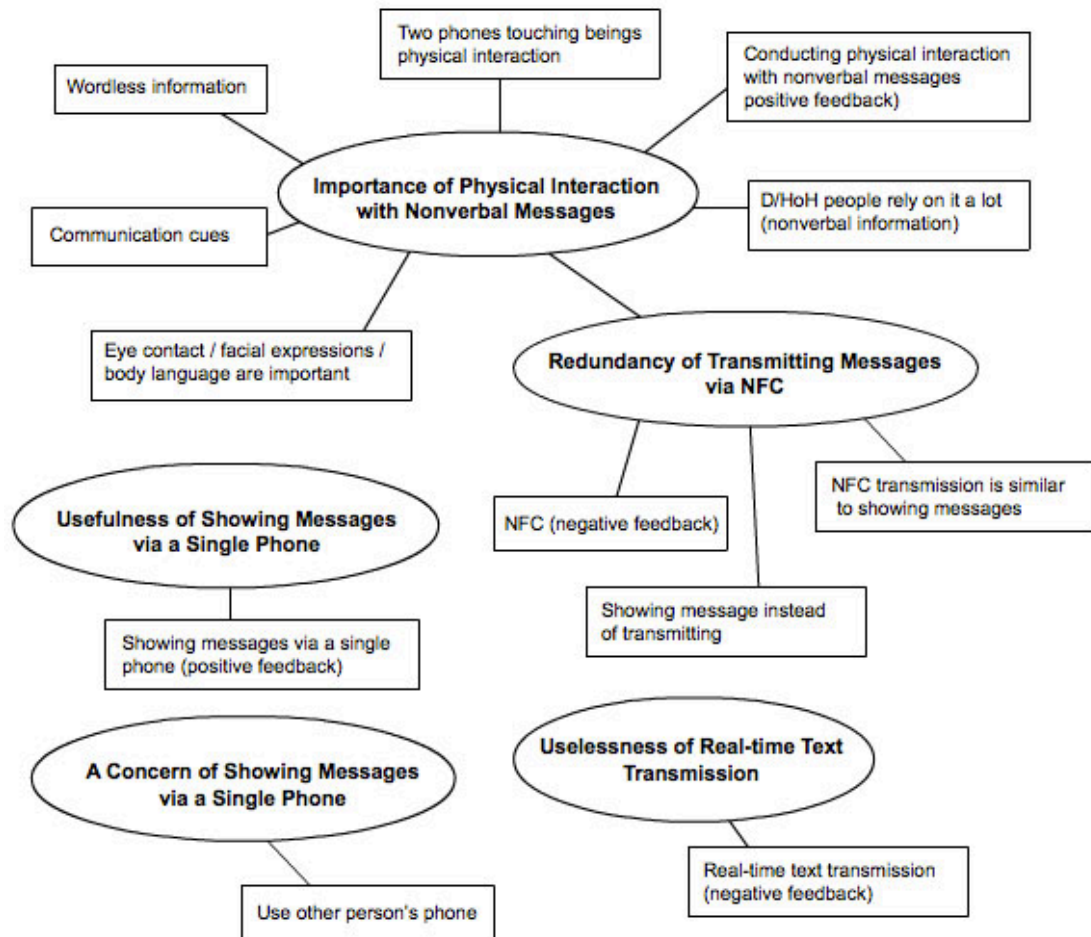 Two phones touching beings
physical interaction
Conducting physical interaction
with nonverbal messages
positive feedback)
Wordless information
Importance of Physical Interaction
with Nonverbal Messages
D/HoH people rely on it a lot
(nonverbal information)
Communication cues
Eye contact / facial expressions /
body language are important
Redundancy of Transmitting Messages
via NFC
NFC transmission is similar
to showing messages
Usefulness of Showing Messages
via a Single Phone
NFC (negative feedback)
Showing messages via a single
phone (positive feedback)
Showing message instead
of transmitting
A Concern of Showing Messages
via a Single Phone
Uselessness of Real-time Text
Transmission
Real-time text transmission
(negative feedback)
Use other person's phone